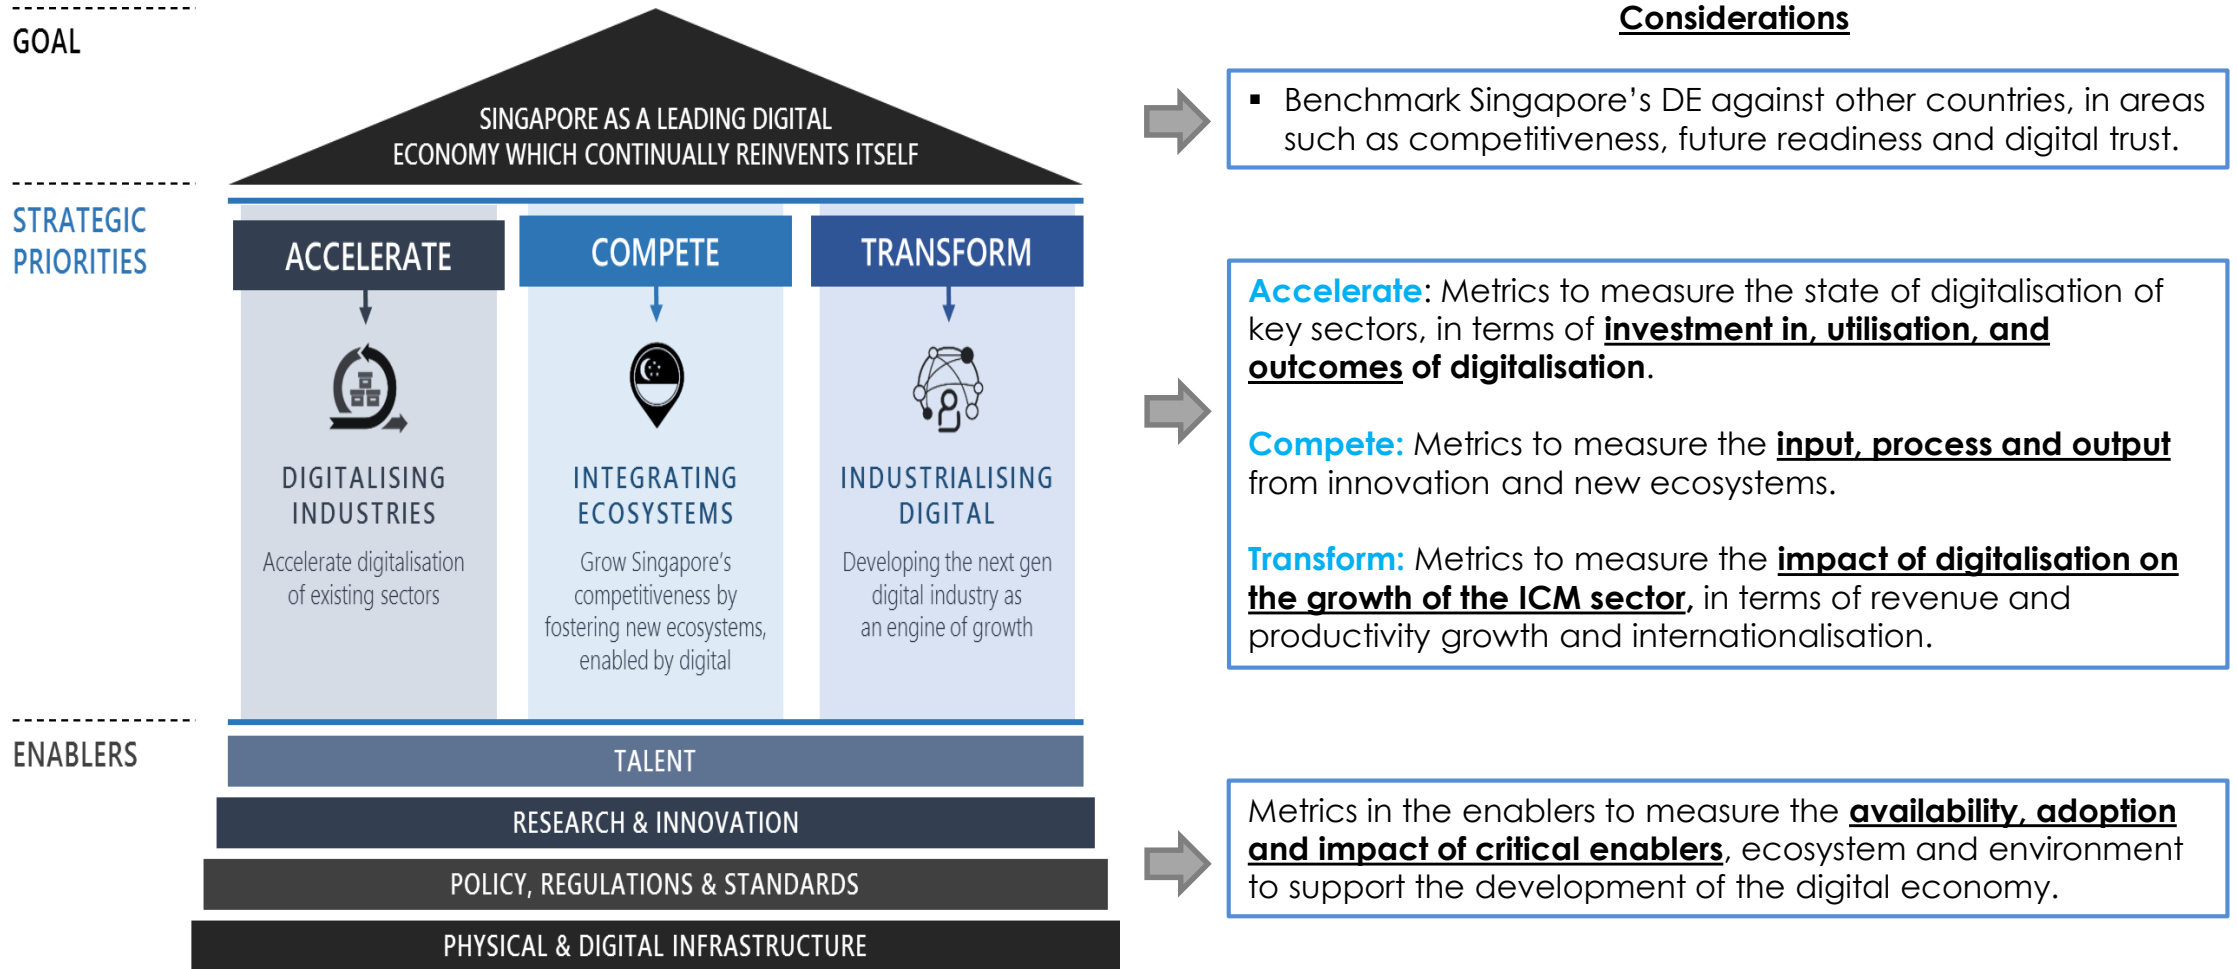 GOAL
SINGAPORE AS A LEADING DIGITAL
ECONOMY WHICH CONTINUALLY REINVENTS ITSELF
STRATEGIC
PRIORITIES
ACCELERATE
DIGITALISING
INDUSTRIES
Accelerate digitalisation
of existing sectors
COMPETE
INTEGRATING
ECOSYSTEMS
Grow Singapore's
competitiveness by
fostering new ecosystems,
enabled by digital
TRANSFORM
INDUSTRIALISING
DIGITAL
Developing the next gen
digital industry as
an engine of growth
ENABLERS
TALENT
RESEARCH & INNOVATION
POLICY, REGULATIONS & STANDARDS
PHYSICAL & DIGITAL INFRASTRUCTURE
Considerations
▪ Benchmark Singapore's DE against other countries, in areas
such as competitiveness, future readiness and digital trust.
Accelerate: Metrics to measure the state of digitalisation of
key sectors, in terms of investment in, utilisation, and
outcomes of digitalisation.
Compete: Metrics to measure the input, process and output
from innovation and new ecosystems.
Transform: Metrics to measure the impact of digitalisation on
the growth of the ICM sector, in terms of revenue and
productivity growth and internationalisation.
Metrics in the enablers to measure the availability, adoption
and impact of critical enablers, ecosystem and environment
to support the development of the digital economy.